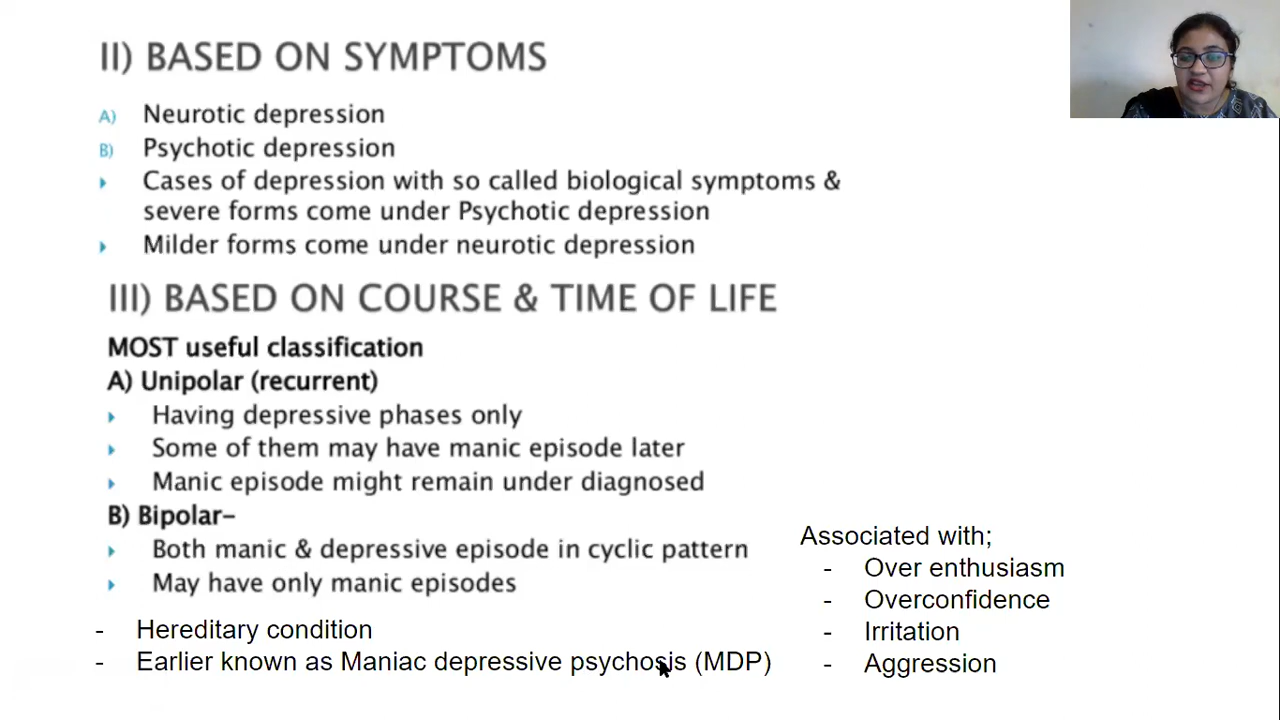 II) BASED ON SYMPTOMS
A) Neurotic depression
B) Psychotic depression
Cases of depression with so called biological symptoms &
severe forms come under Psychotic depression
Milder forms come under neurotic depression
III) BASED ON COURSE & TIME OF LIFE
MOST useful classification
A) Unipolar (recurrent)
Having depressive phases only
Some of them may have manic episode later
Manic episode might remain under diagnosed
B) Bipolar-
Both manic & depressive episode in cyclic pattern
May have only manic episodes
- Hereditary condition
- Earlier known as Maniac depressive psychosis (MDP)
Associated with;
- Over enthusiasm
- Overconfidence
- Irritation
- Aggression